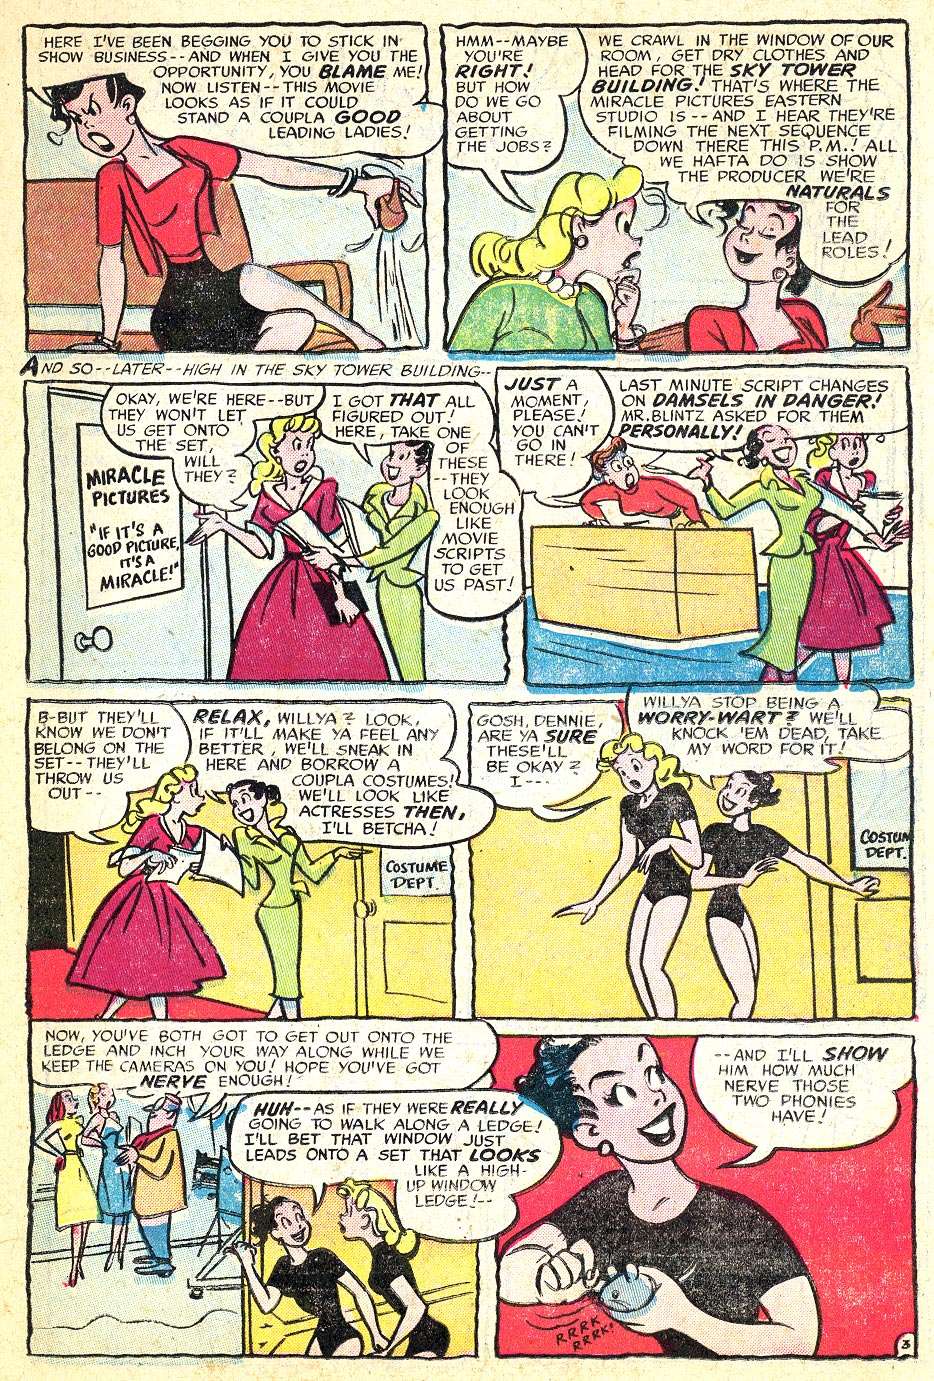 HERE I'VE BEEN BEGGING YOU TO STICK IN
SHOW BUSINESS--AND WHEN I GIVE YOU THE
OPPORTUNITY, YOU BLAME ME!
NOW LISTEN--THIS MOVIE
LOOKS AS IF IT COULD
STAND A COUPLA GOOD
LEADING LADIES!
HMM--MAYBE
YOU'RE
RIGHT!
BUT HOW
DO WE GO
ABOUT
GETTING
THE JOBS?
WE CRAWL IN THE WINDOW OF OUR
ROOM, GET DRY CLOTHES AND
HEAD FOR THE SKY TOWER
BUILDING! THAT'S WHERE THE
MIRACLE PICTURES EASTERN
STUDIO IS--AND I HEAR THEY'RE
FILMING THE NEXT SEQUENCE
DOWN THERE THIS P.M.! ALL
WE HAFTA DO IS SHOW
THE PRODUCER WE'RE
NATURALS
FOR
THE
LEAD
ROLES!
AND SO--LATER--HIGH IN THE SKY TOWER BUILDING--
OKAY, WE'RE HERE--BUT
THEY WON'T LET
US GET ONTO
THE SET,
WILL
THEY?
I GOT THAT ALL
FIGURED OUT!
HERE, TAKE ONE
OF
THESE
--THEY
LOOK
ENOUGH
LIKE
MOVIE
SCRIPTS
TO GET
US PAST!
MIRACLE
PICTURES
"IF IT'S A
GOOD PICTURE,
IT'S A
MIRACLE!"
JUST A
MOMENT,
PLEASE!
YOU CAN'T
GO IN
THERE!
LAST MINUTE SCRIPT CHANGES
ON DAMSELS IN DANGER!
MR. BLINTZ ASKED FOR THEM
PERSONALLY!
B-BUT THEY'LL
KNOW WE DON'T
BELONG ON THE
SET--THEY'LL
THROW US
OUT--
RELAX, WILLYA? LOOK,
IF IT'LL MAKE YA FEEL ANY
BETTER, WE'LL SNEAK IN
HERE AND BORROW A
COUPLA COSTUMES!
WE'LL LOOK LIKE
ACTRESSES THEN,
I'LL BETCHA!
COSTUME
DEPT.
GOSH, DENNIE,
ARE YA SURE
THESE'LL
BE OKAY?
I---
WILLYA STOP BEING A
WORRY-WART? WE'LL
KNOCK 'EM DEAD, TAKE
MY WORD FOR IT!
COSTUM
DEPT.
NOW, YOU'VE BOTH GOT TO GET OUT ONTO THE
LEDGE AND INCH YOUR WAY ALONG WHILE WE
KEEP THE CAMERAS ON YOU! HOPE YOU'VE GOT
NERVE ENOUGH!
HUH--AS IF THEY WERE REALLY
GOING TO WALK ALONG A LEDGE!
I'LL BET THAT WINDOW JUST
LEADS ONTO A SET THAT LOOKS
LIKE A HIGH-
UP WINDOW
LEDGE!--
--AND I'LL SHOW
HIM HOW MUCH
NERVE THOSE
TWO PHONIES
HAVE!
RRRK
RRRK!
3